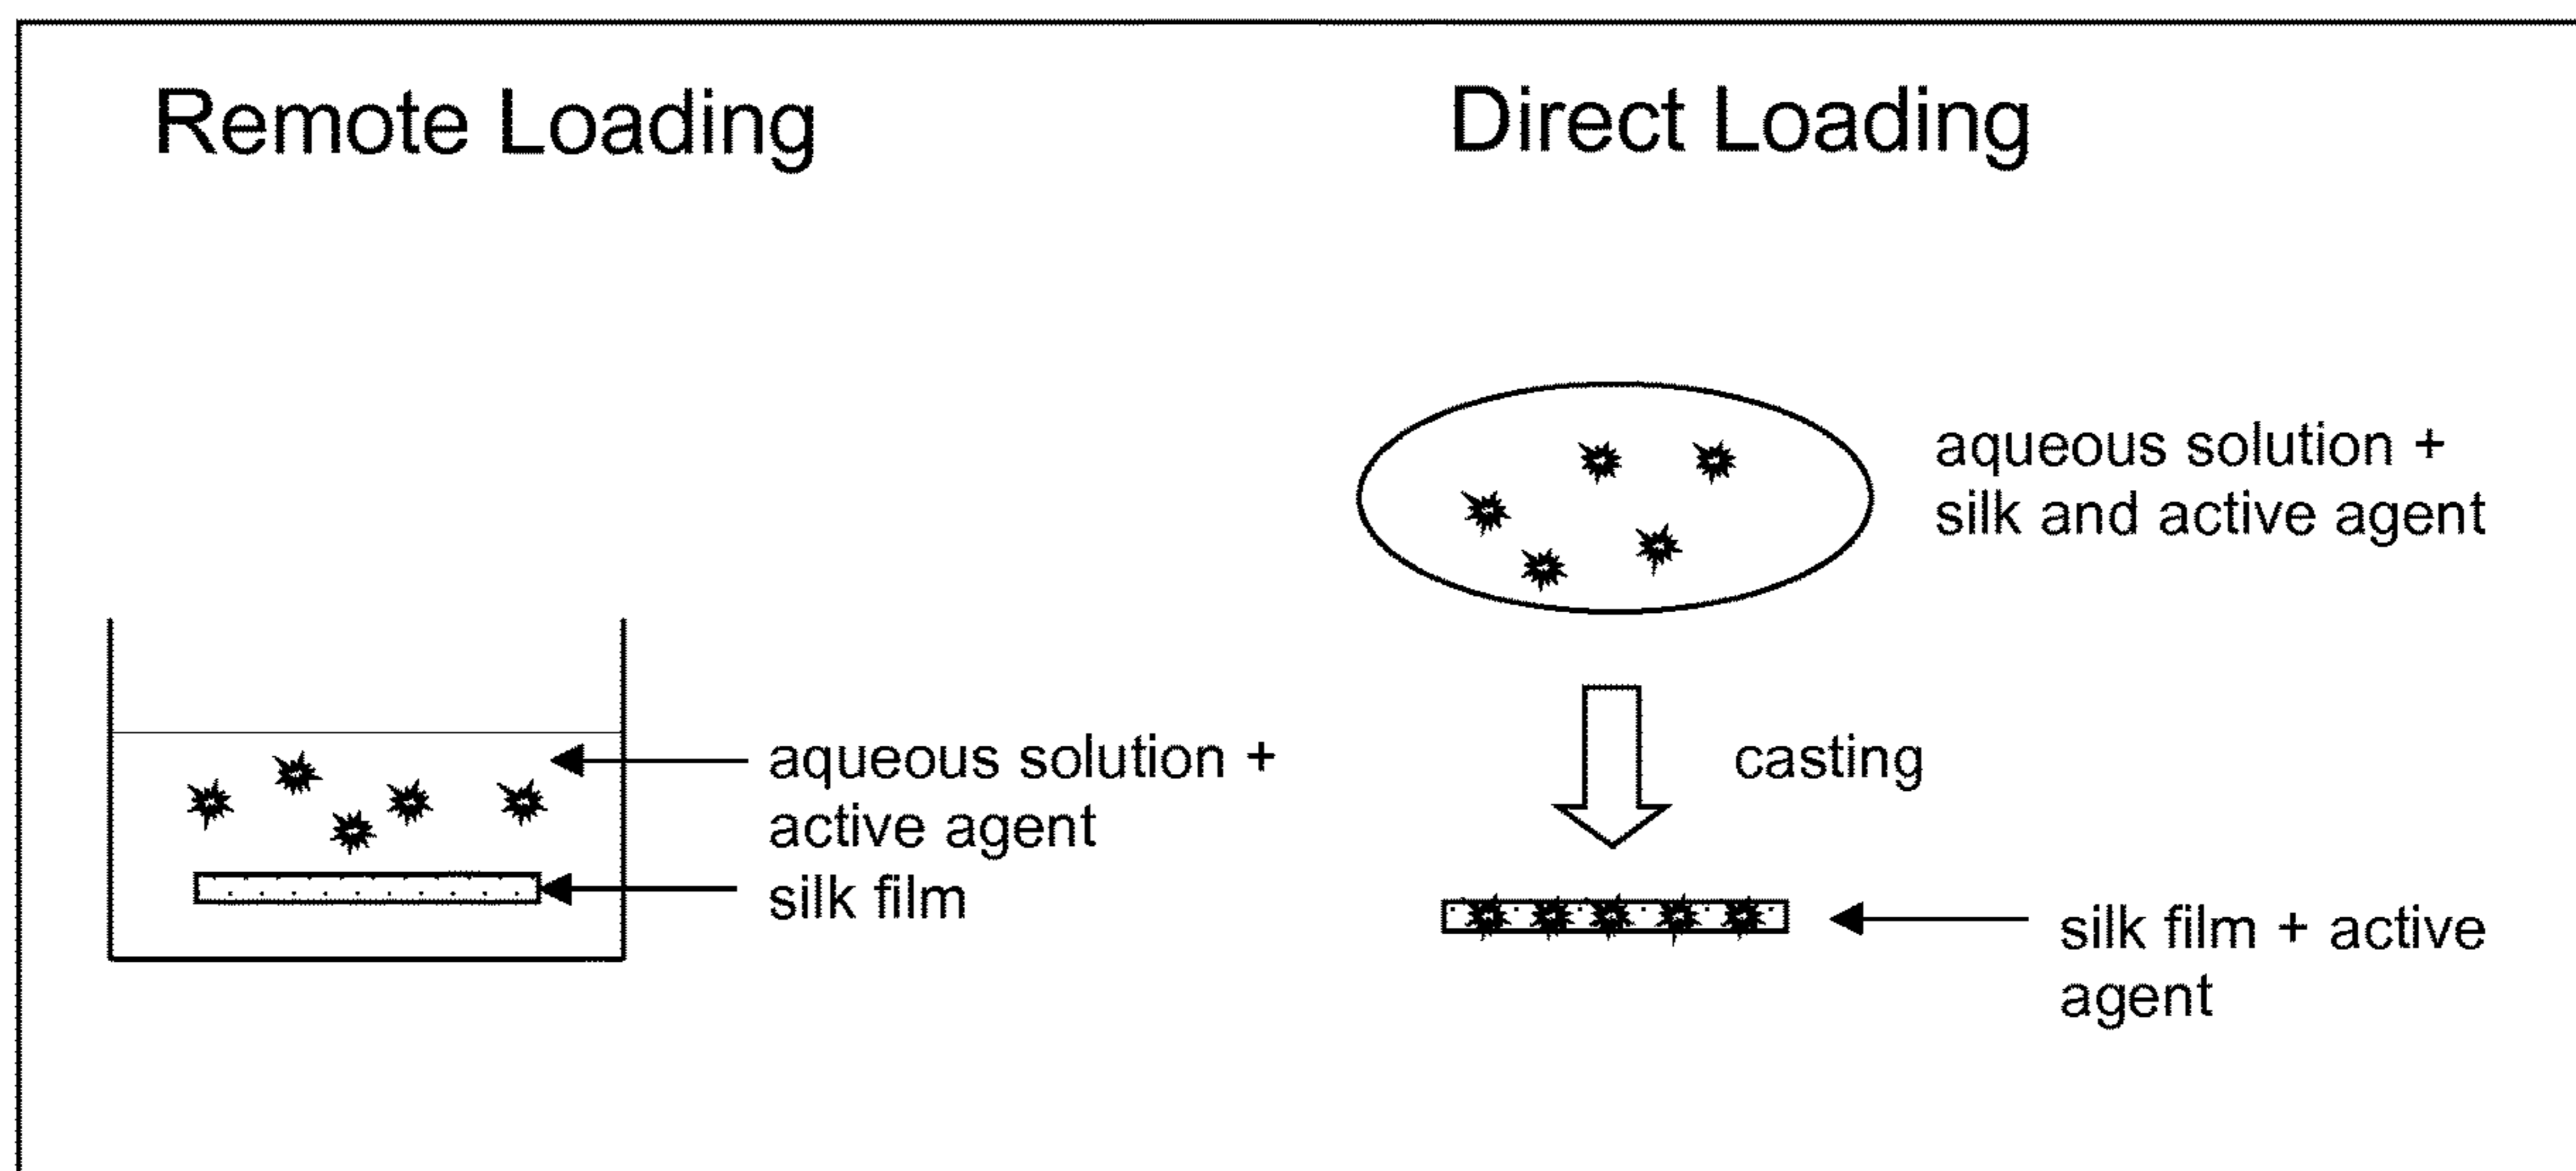 Remote Loading
aqueous solution +
active agent
silk film
Direct Loading
aqueous solution +
silk and active agent
casting
silk film + active
agent